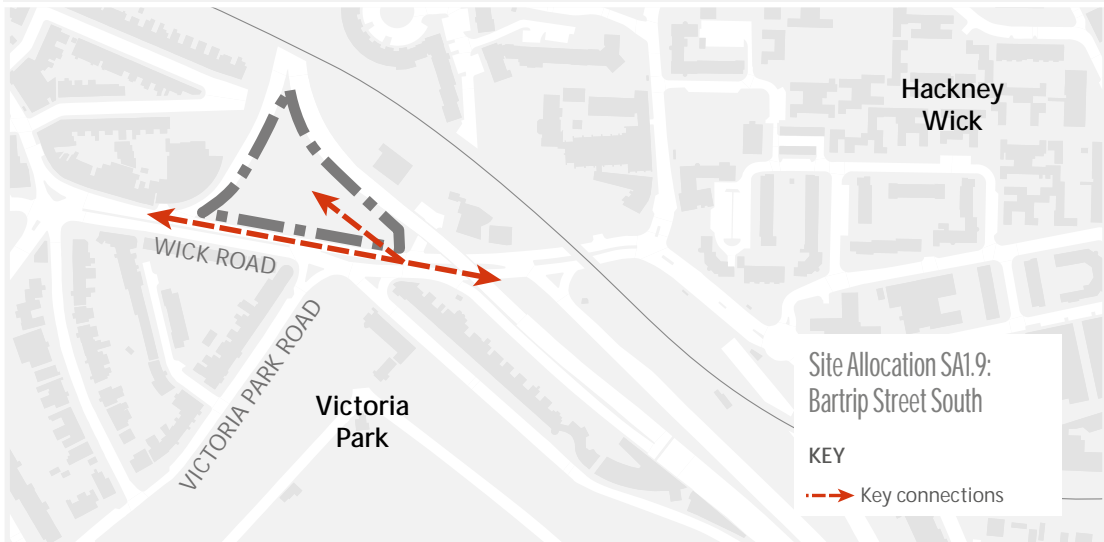 Hackney
Wick
WICK ROAD
VICTORIA PARK ROAD
Victoria
Park
Site Allocation SA1.9:
Bartrip Street South
KEY
Key connections